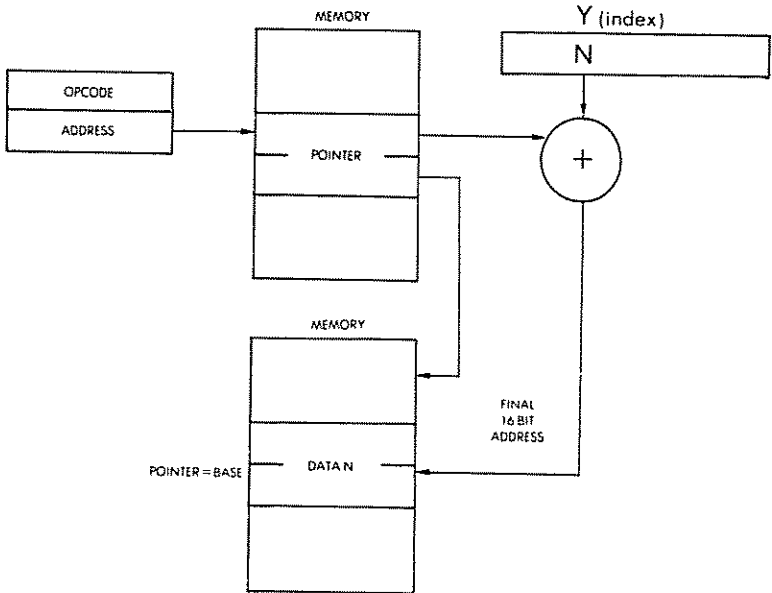 MEMORY
Y (index)
N
OPCODE
ADDRESS
POINTER
+
MEMORY
FINAL
16 BIT
ADDRESS
POINTER = BASE
DATA N